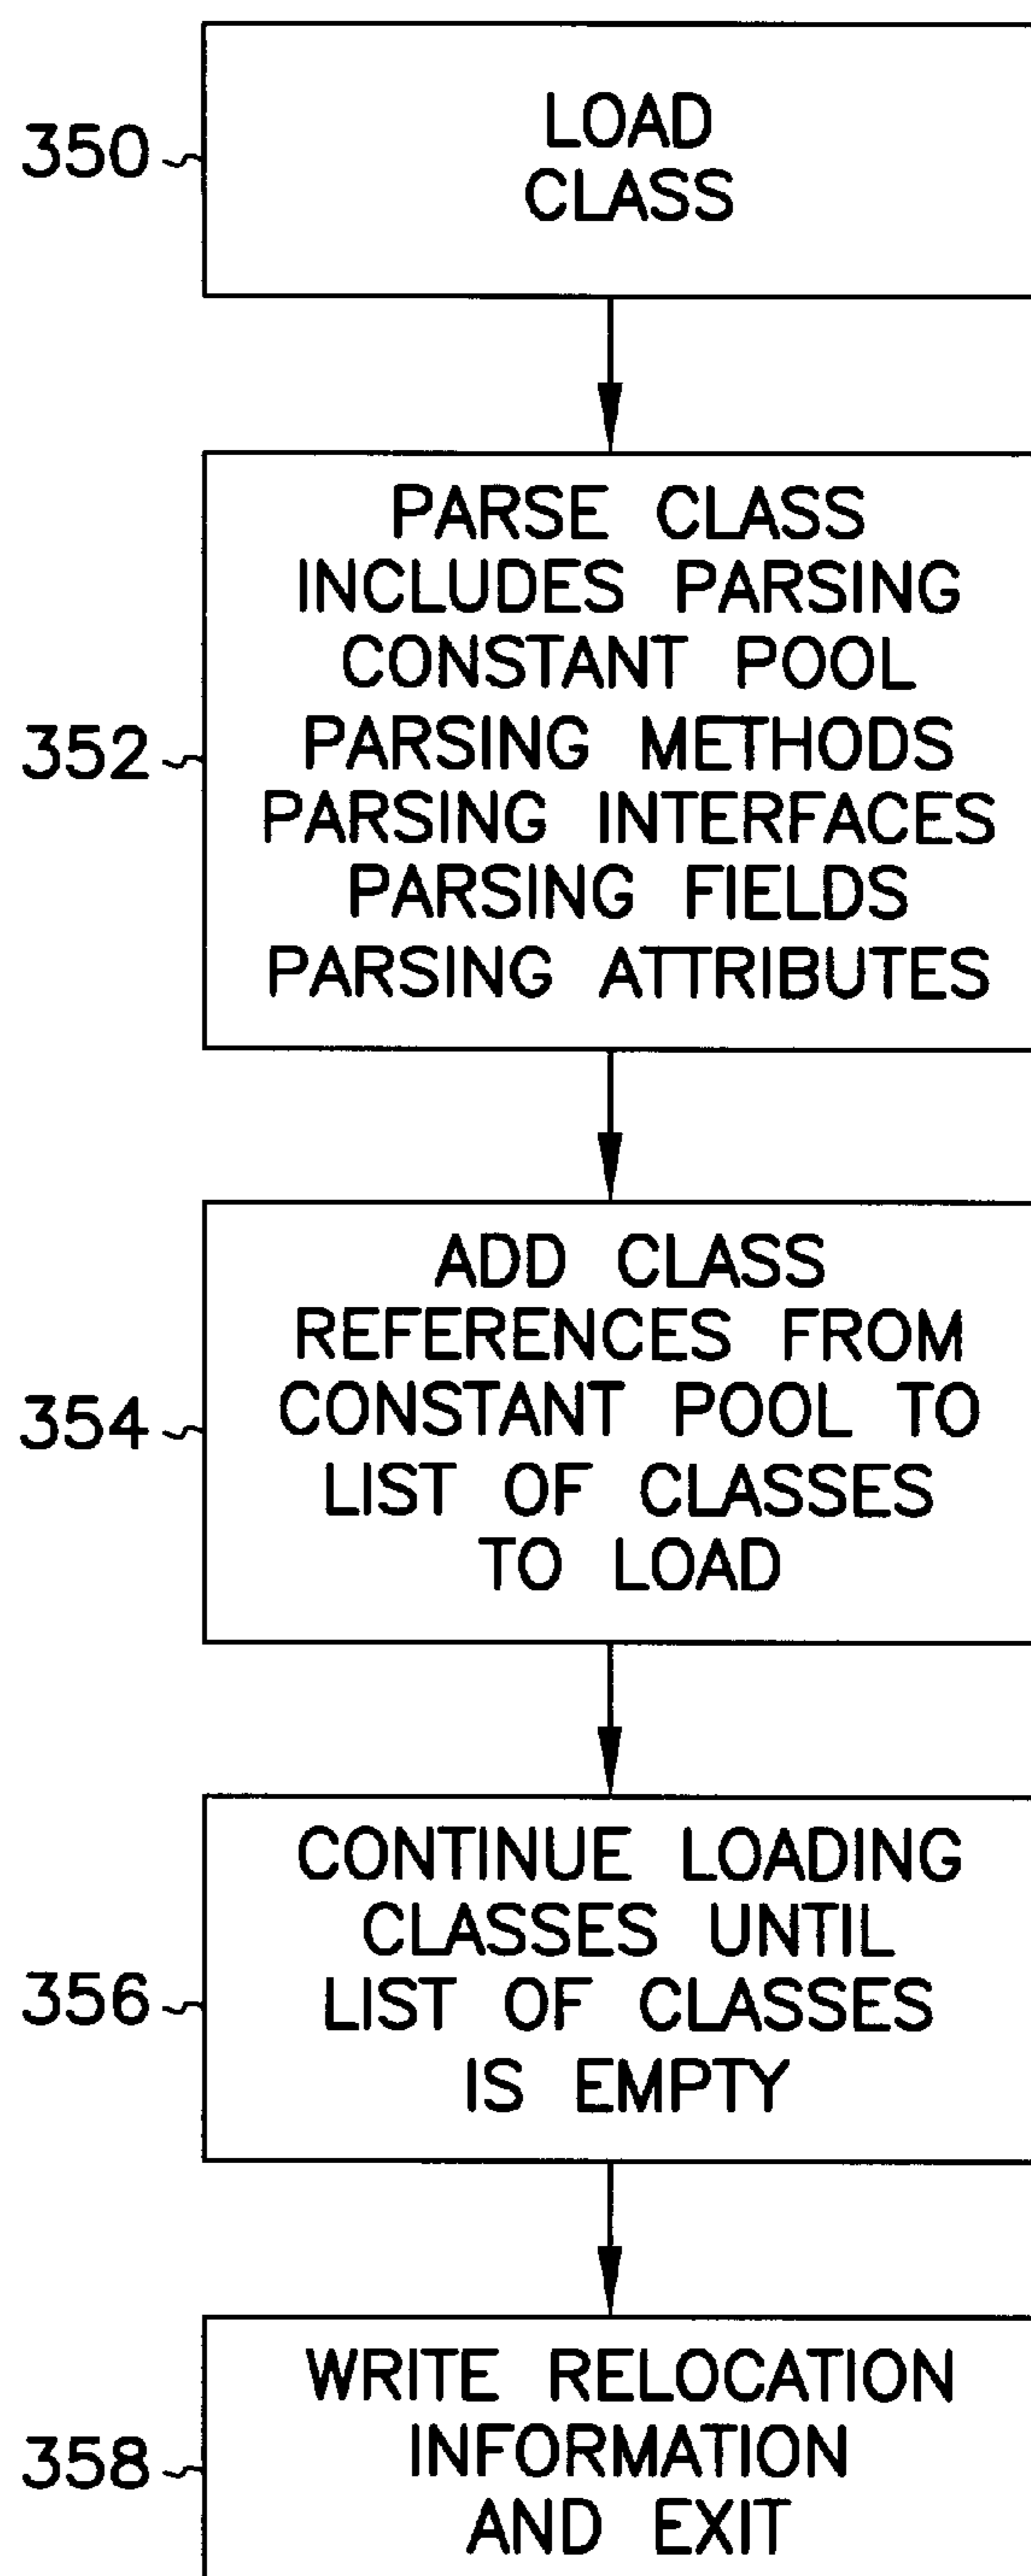 350
LOAD
CLASS
352
PARSE CLASS
INCLUDES PARSING
CONSTANT POOL
PARSING METHODS
PARSING INTERFACES
PARSING FIELDS
PARSING ATTRIBUTES
354
ADD CLASS
REFERENCES FROM
CONSTANT POOL TO
LIST OF CLASSES
TO LOAD
356
CONTINUE LOADING
CLASSES UNTIL
LIST OF CLASSES
IS EMPTY
358
WRITE RELOCATION
INFORMATION
AND EXIT